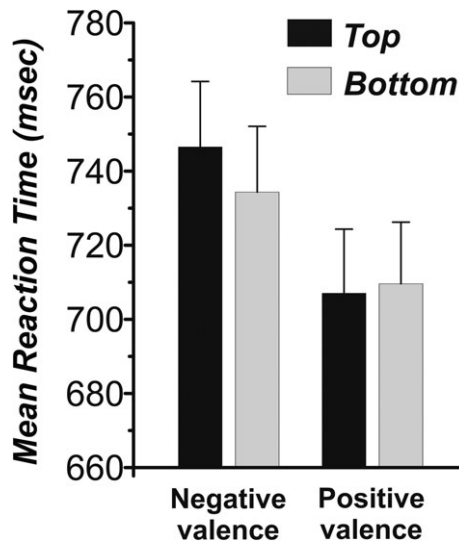 Mean Reaction Time (msec)
780
760
740
720
700
680
660
Top
Bottom
Negative
valence
Positive
valence